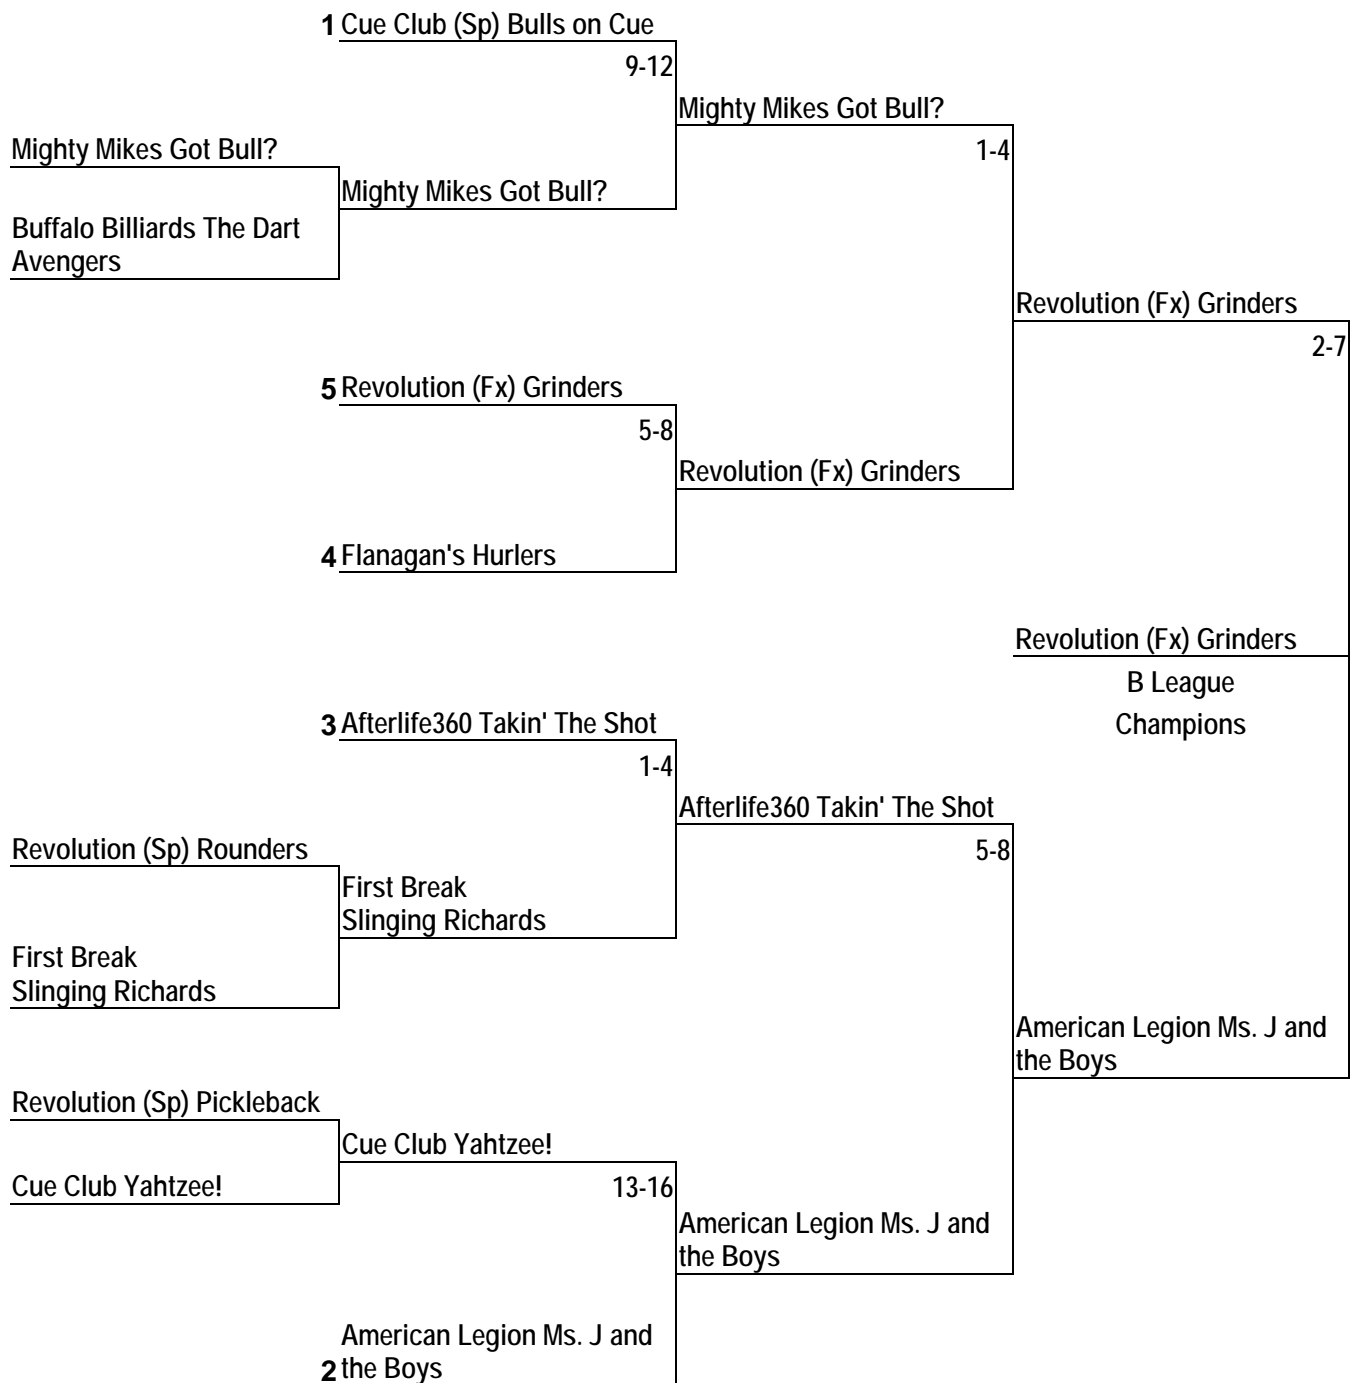 1 Cue Club (Sp) Bulls on Cue
9-12
Mighty Mikes Got Bull?
Mighty Mikes Got Bull?
1-4
Mighty Mikes Got Bull?
Buffalo Billiards The Dart
Avengers
Revolution (Fx) Grinders
2-7
5 Revolution (Fx) Grinders
5-8
Revolution (Fx) Grinders
4 Flanagan's Hurlers
Revolution (Fx) Grinders
B League
Champions
3 Afterlife360 Takin' The Shot
1-4
Afterlife360 Takin' The Shot
Revolution (Sp) Rounders
5-8
First Break
Slinging Richards
First Break
Slinging Richards
American Legion Ms. J and
the Boys
Revolution (Sp) Pickleback
Cue Club Yahtzee!
Cue Club Yahtzee!
13-16
American Legion Ms. J and
the Boys
American Legion Ms. J and
2 the Boys